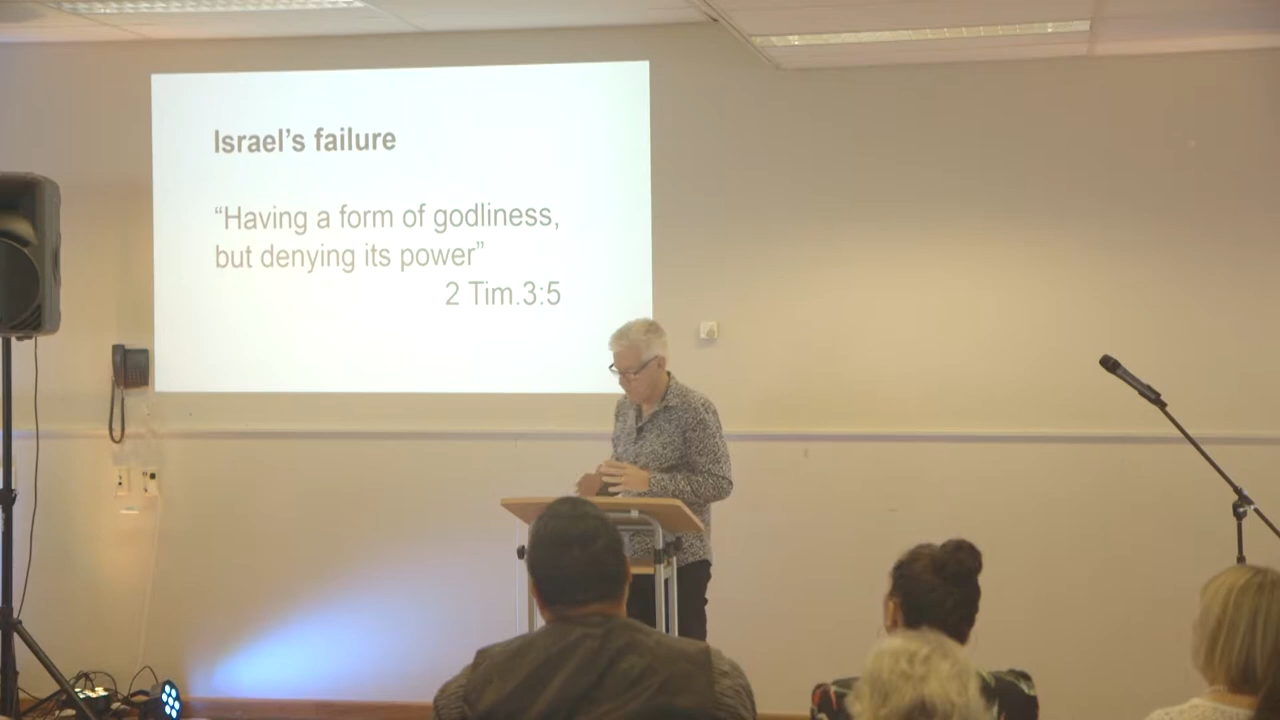 Israel’s failure
“Having a form of godliness,
but denying its power”
2 Tim.3:5